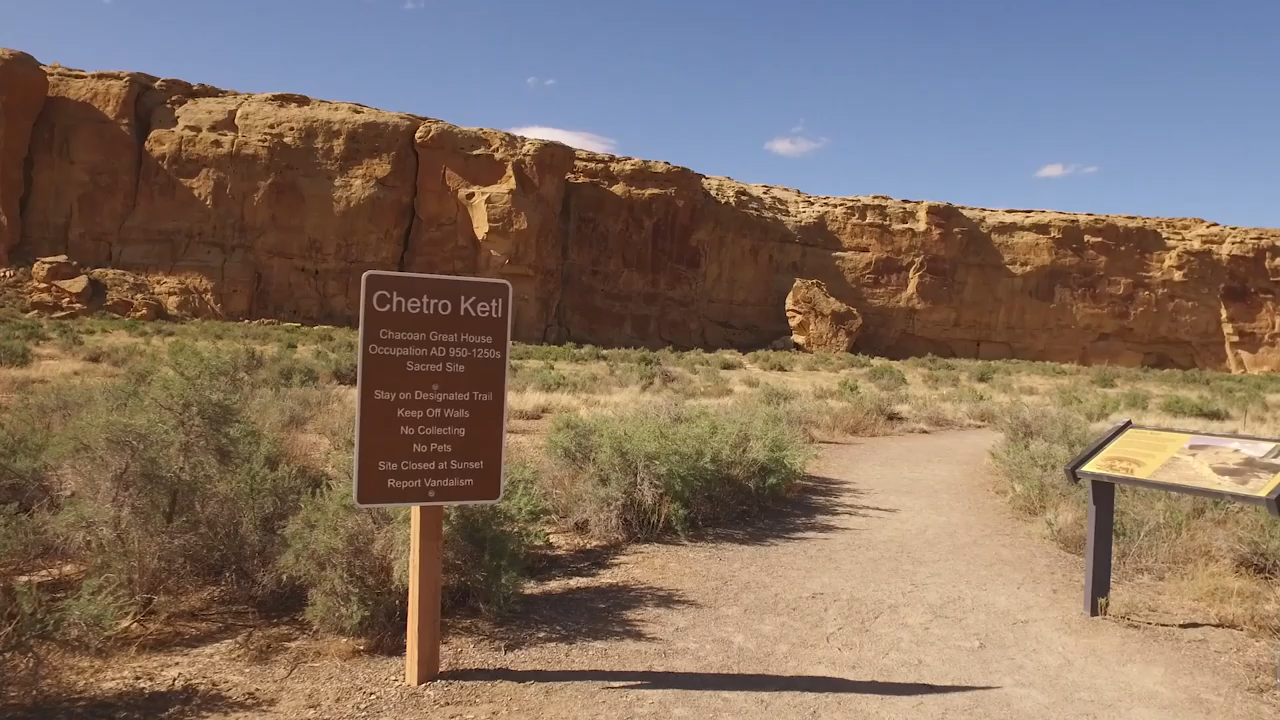 Chetro Ketl
Chacoan Great House
Occupation AD 950-1250s
Sacred Site
Stay on Designated Trail
Keep Off Walls
No Collecting
No Pets
Site Closed at Sunset
Report Vandalism